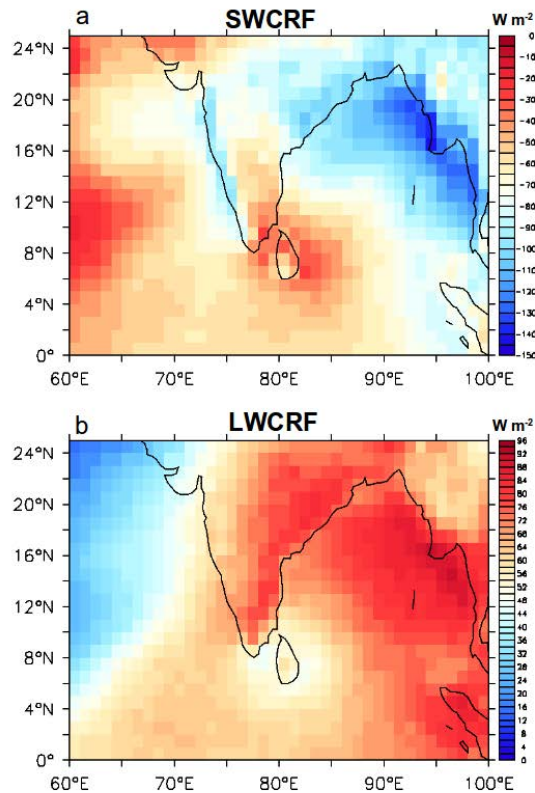 a
SWCRF
W m-2
24°N
20°N
16°N
12°N
8°N
4°N
0°
60°E
70°E
80°E
90°E
100°E
0
-10
-20
-30
-40
-50
-60
-70
-80
-90
-100
-110
-120
-130
-140
-150
b
LWCRF
W m-2
24°N
20°N
16°N
12°N
8°N
4°N
0°
60°E
70°E
80°E
90°E
100°E
96
92
88
84
80
76
72
68
64
60
56
52
48
44
40
36
32
28
24
20
16
12
8
4
0